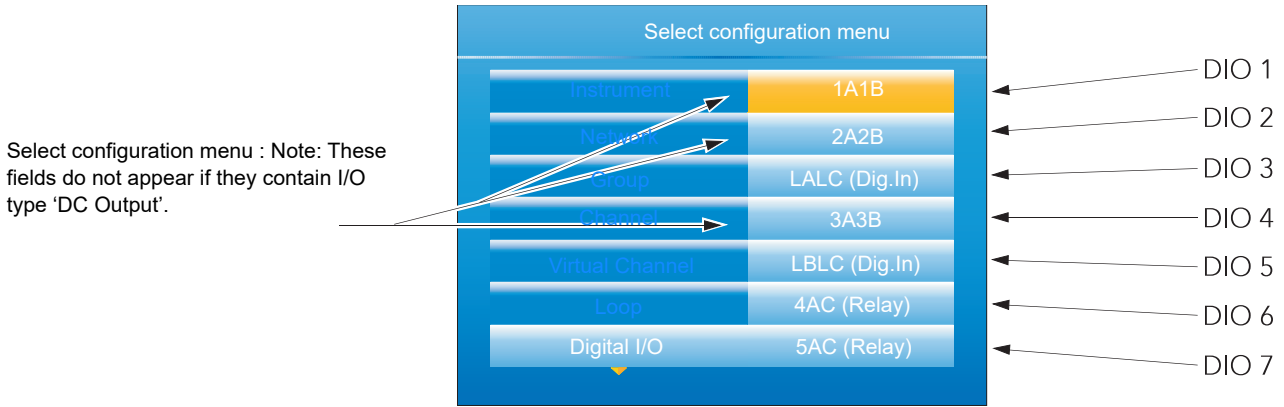 Select configuration menu
Select configuration menu : Note: These
fields do not appear if they contain I/O
type ‘DC Output’.
Instrument 1A1B DIO 1
Network 2A2B DIO 2
Group LALC (Dig.In) DIO 3
Channel 3A3B DIO 4
Virtual Channel LBLC (Dig.In) DIO 5
Loop 4AC (Relay) DIO 6
Digital I/O 5AC (Relay) DIO 7